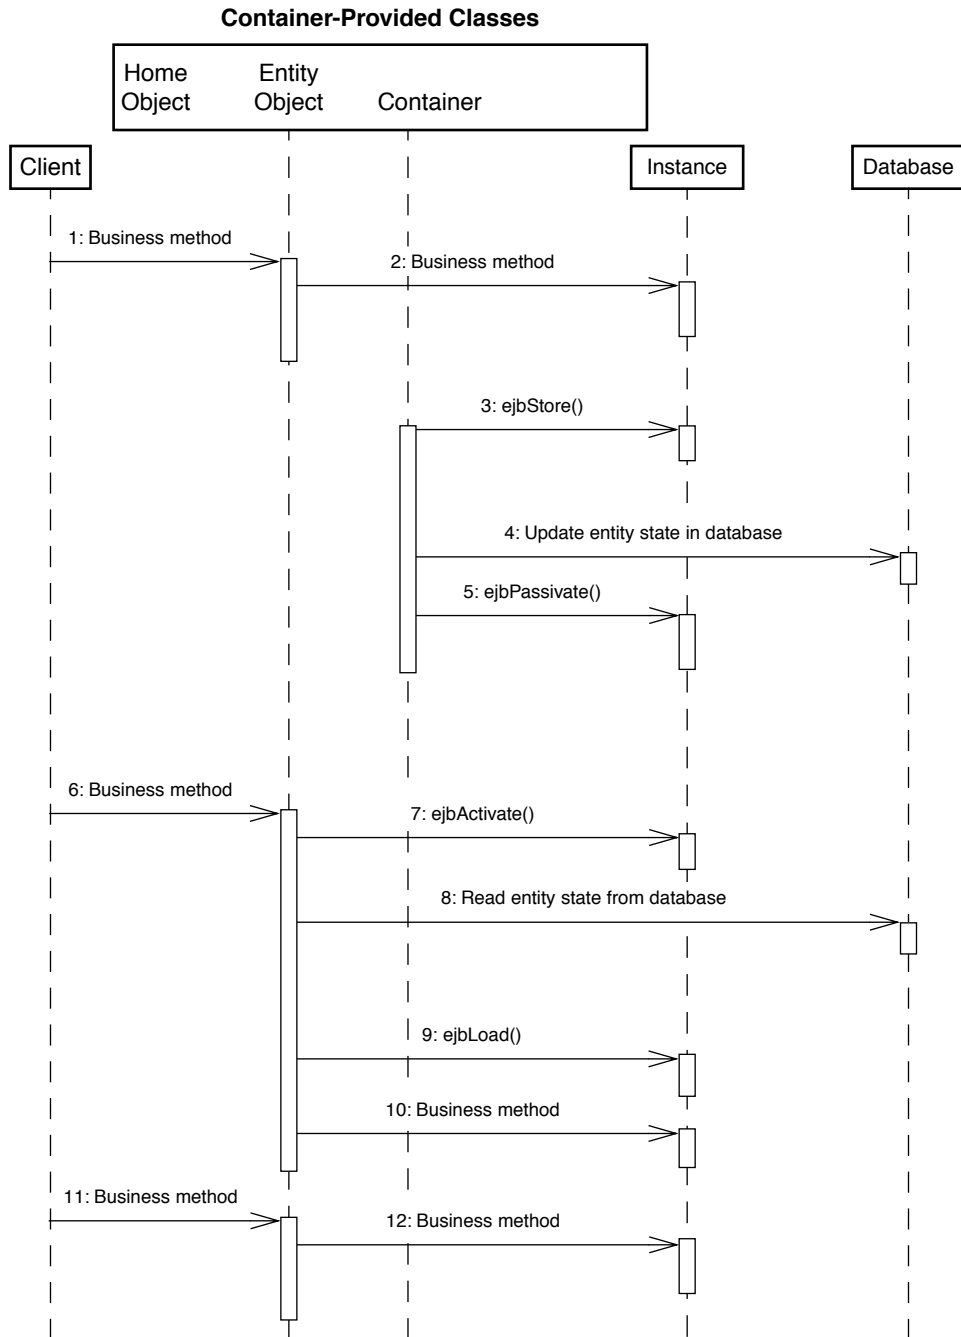 Container-Provided Classes
Home Entity
Object Object Container
Client Instance Database
1: Business method
2: Business method
3: ejbStore()
4: Update entity state in database
5: ejbPassivate()
6: Business method
7: ejbActivate()
8: Read entity state from database
9: ejbLoad()
10: Business method
11: Business method
12: Business method